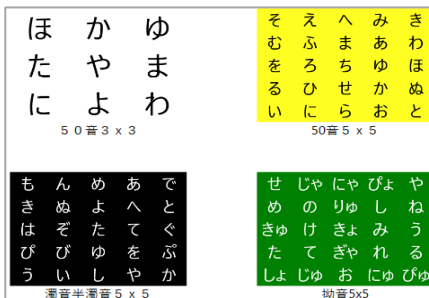 ほ か ゆ
た や ま
に よ わ
５０音３ｘ３
そ え へ み き
む ふ ま あ わ
を ろ ち ゆ ほ
る ひ せ か ぬ
い に ら お と
50音５ｘ５
も ん め あ で
き ぬ よ へ と
は ぞ た て ぐ
ぴ び ゆ を ぷ
う い し や か
濁音半濁音５ｘ５
せ じゃ にゃ ぴょ や
め の りゅ し ね
きゅ け きょ み う
た て ぎゃ れ る
しょ じゅ お にゅ ぴゅ
拗音5x5